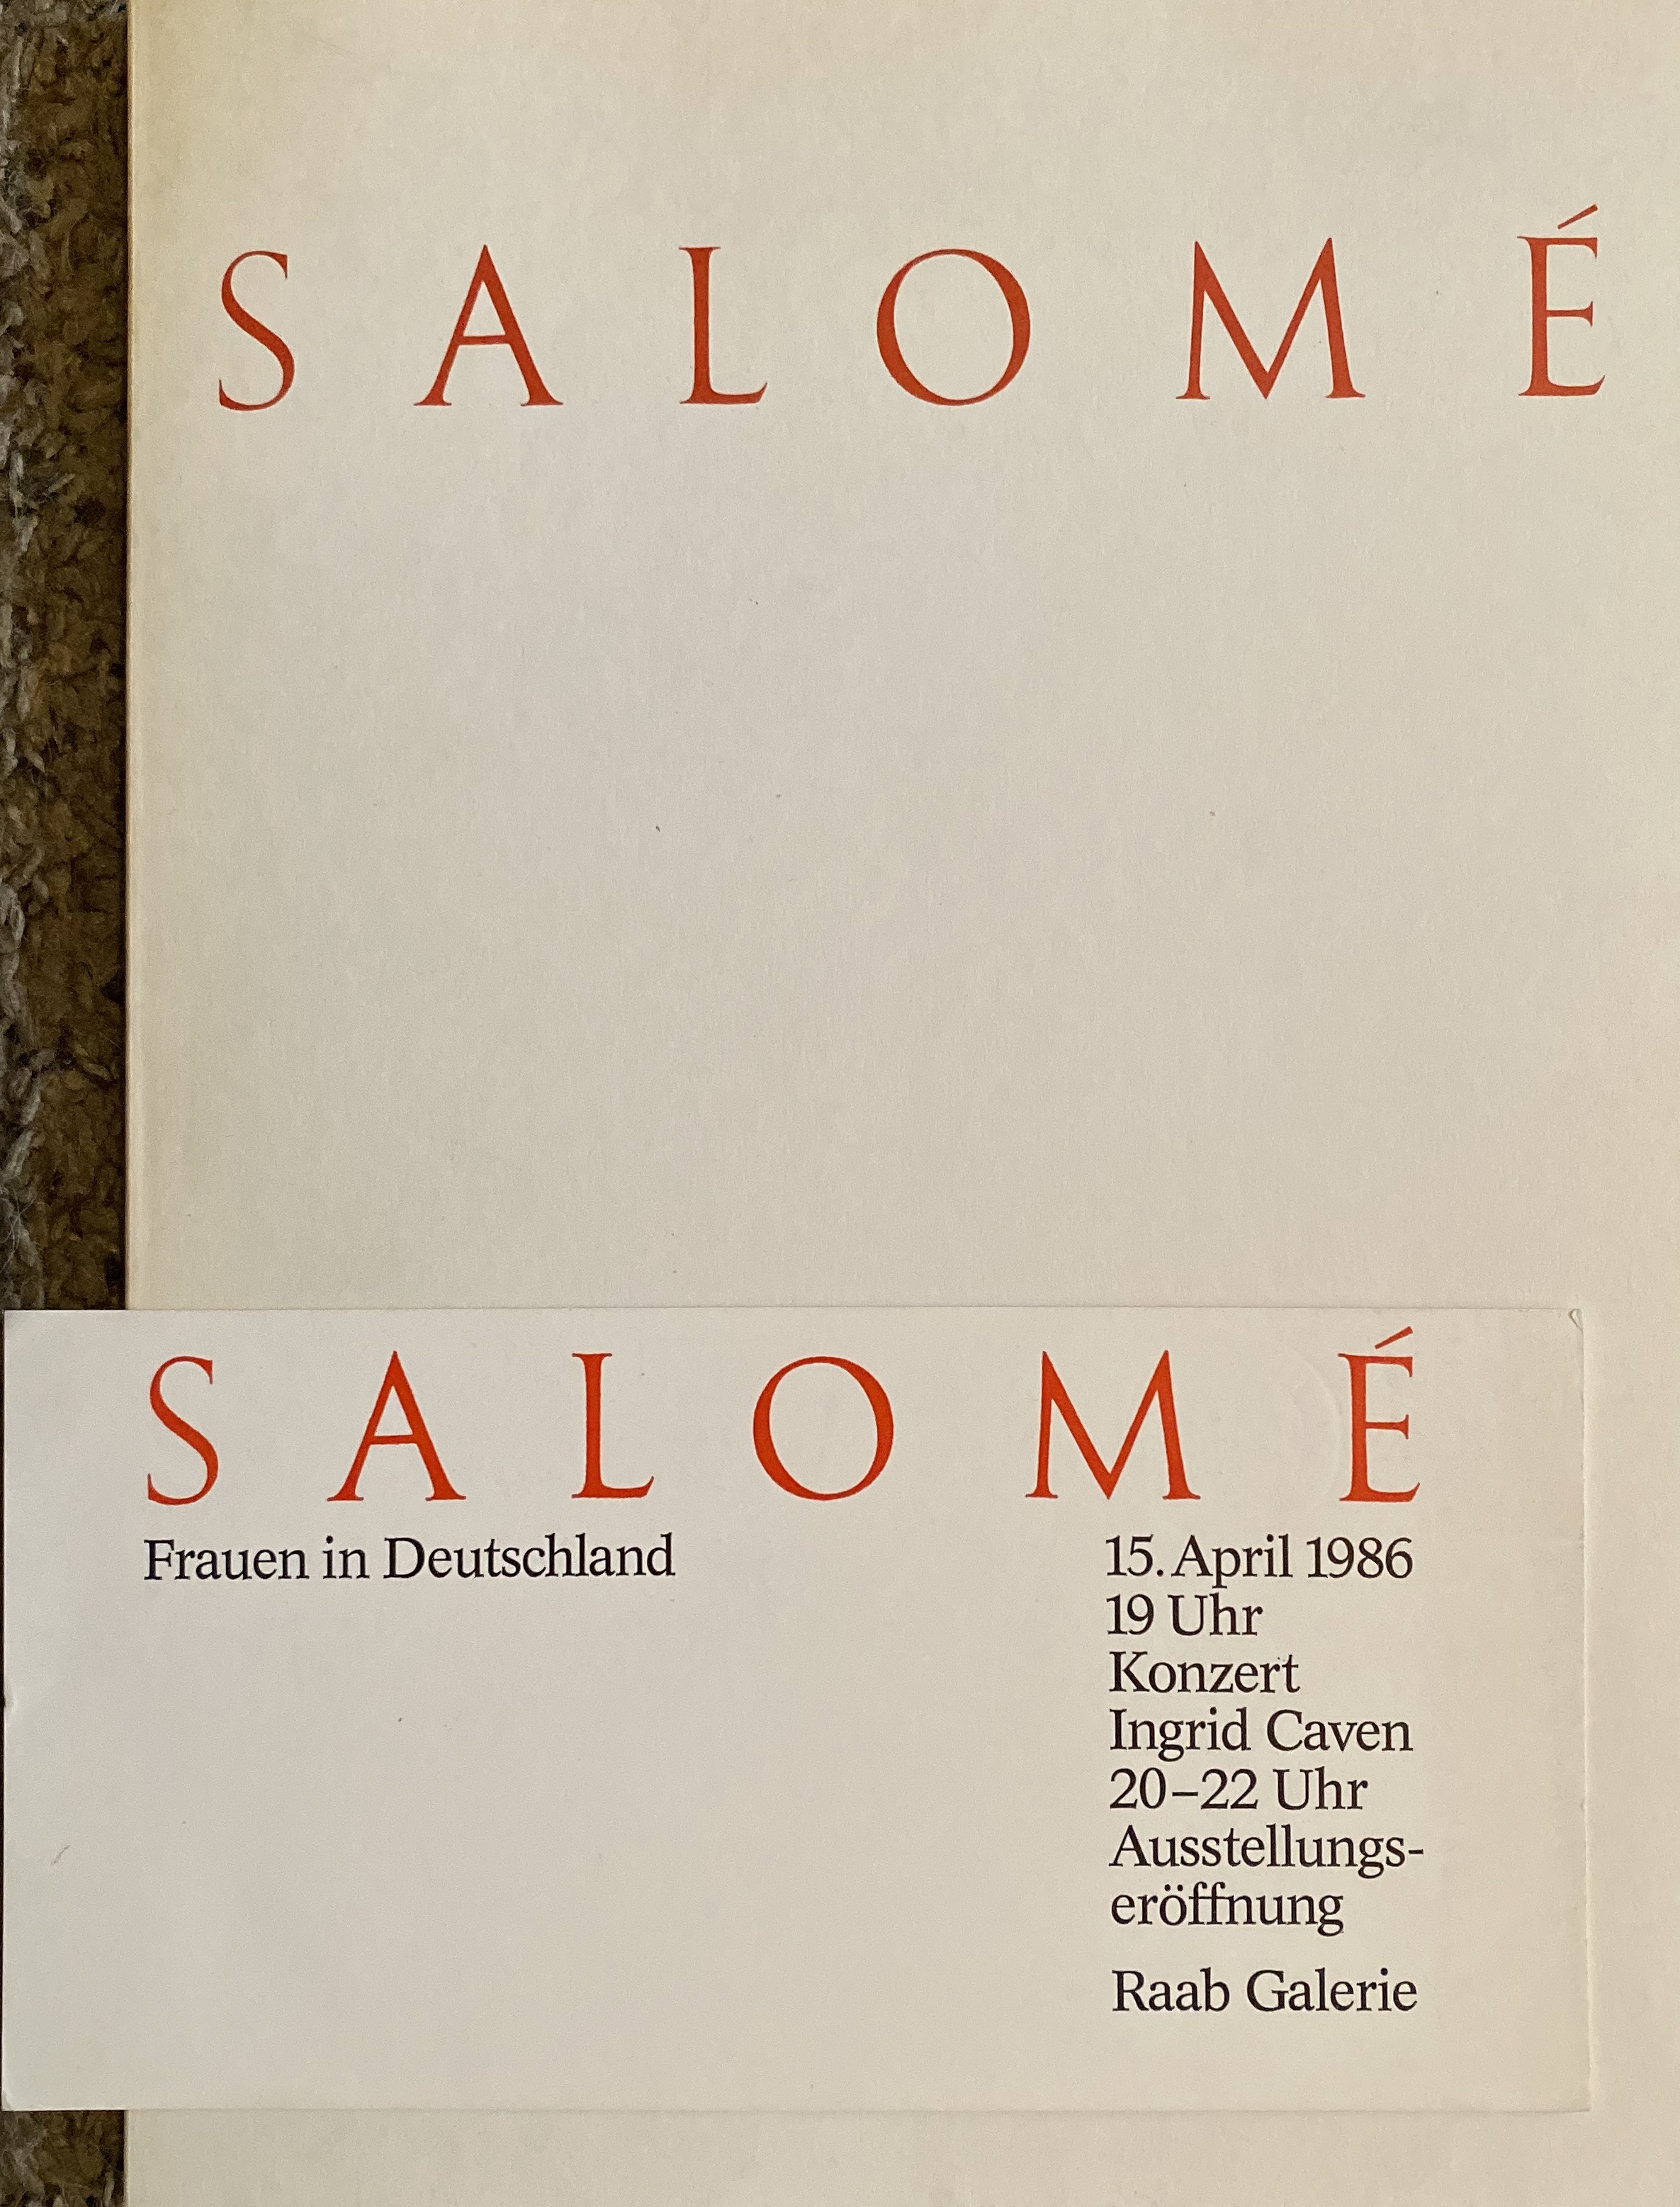 SALOMÉ
SALOMÉ
Frauen in Deutschland
15. April 1986
19 Uhr
Konzert
Ingrid Caven
20–22 Uhr
Ausstellungs-
eröffnung
Raab Galerie